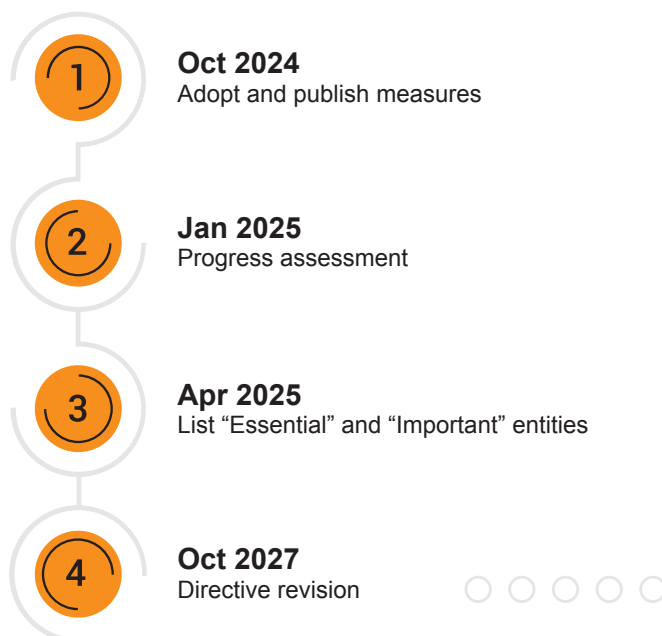 1
Oct 2024
Adopt and publish measures
2
Jan 2025
Progress assessment
3
Apr 2025
List “Essential” and “Important” entities
4
Oct 2027
Directive revision